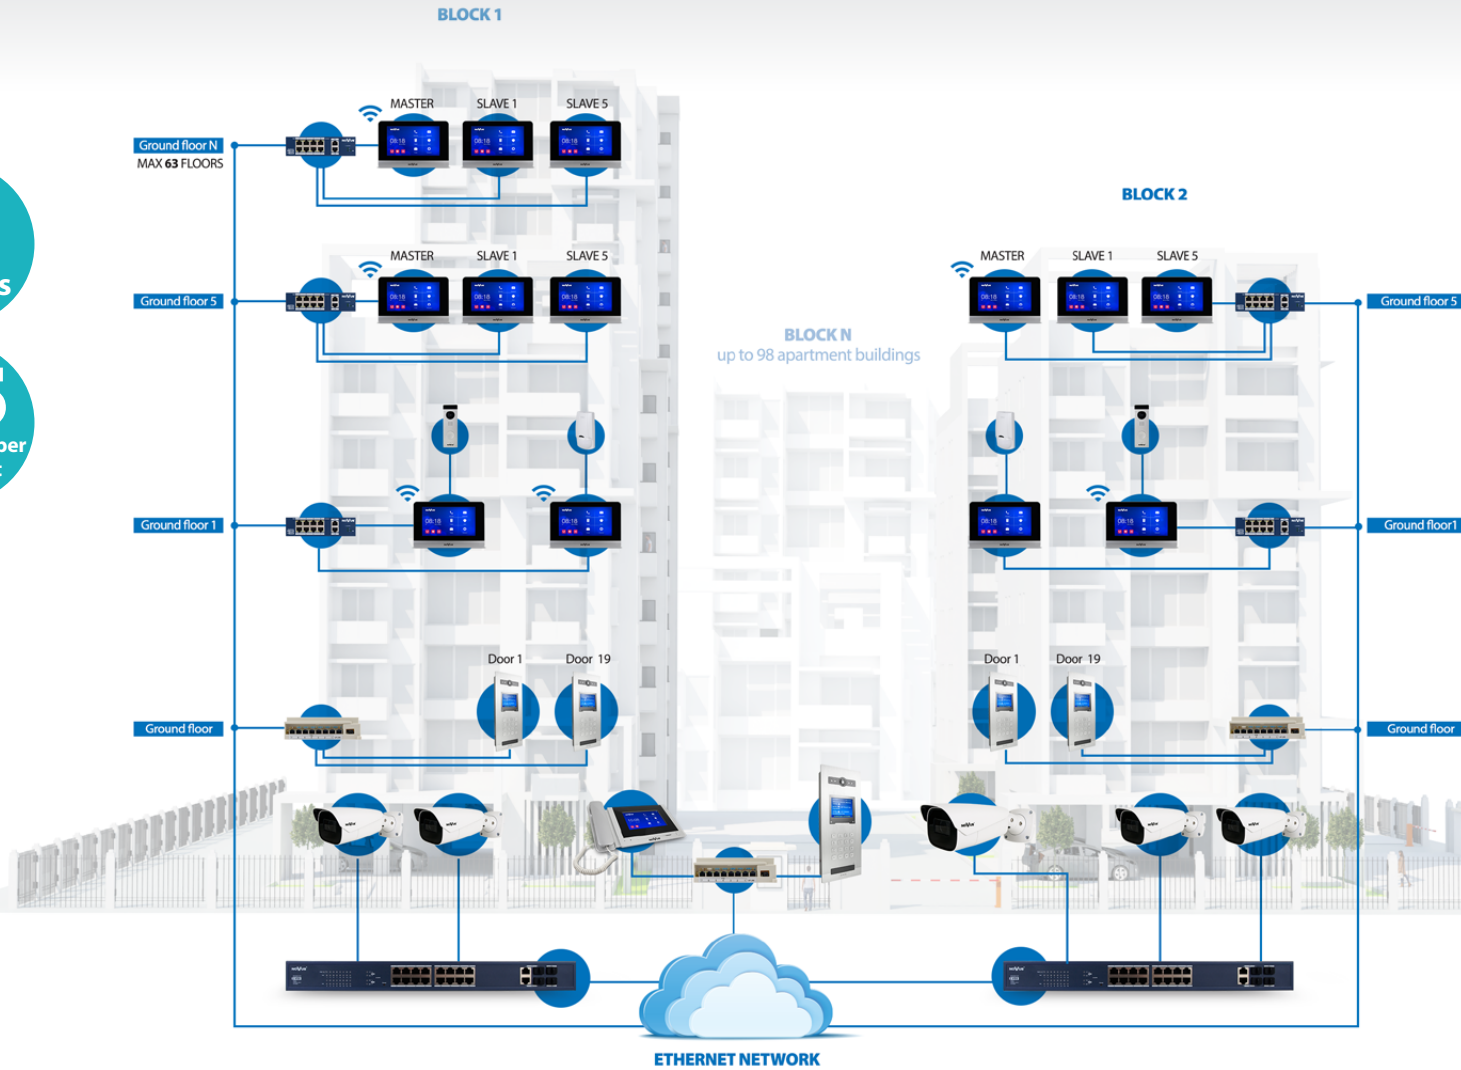 BLOCK 1
MASTER
SLAVE 1
SLAVE 5
Ground floor N
MAX 63 FLOORS
BLOCK 2
s
MASTER
SLAVE 1
SLAVE 5
Ground floor 5
MASTER
SLAVE 1
SLAVE 5
Ground floor 5
BLOCK N
up to 98 apartment buildings
per
Ground floor 1
Ground floor1
Door 1
Door 19
Door 1
Door 19
Ground floor
Ground floor
ETHERNET NETWORK